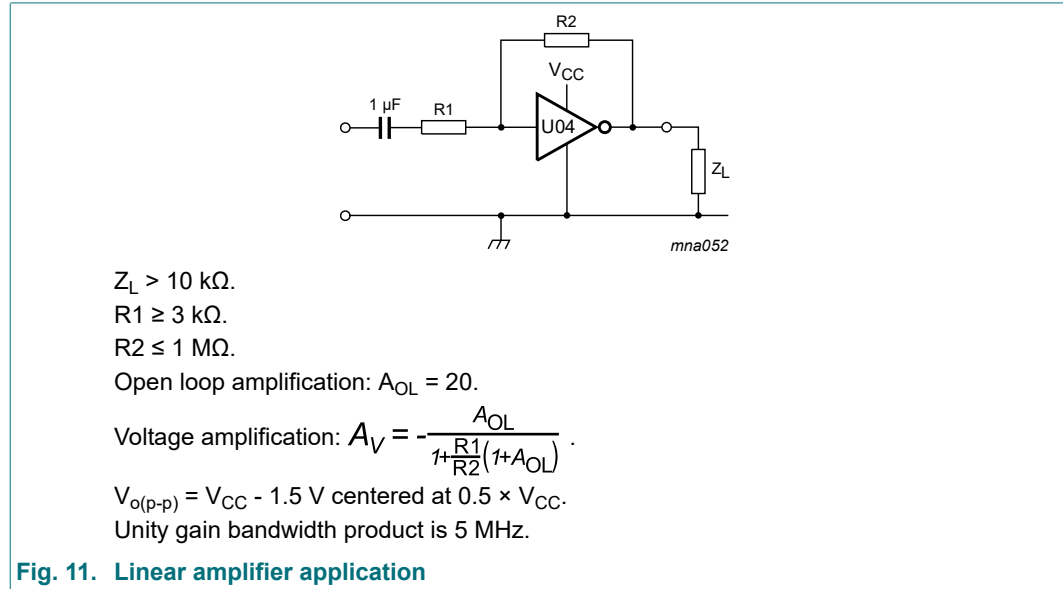 R2
VCC
1 µF
R1
U04
ZL
mna052
ZL > 10 kΩ.
R1 ≥ 3 kΩ.
R2 ≤ 1 MΩ.
Open loop amplification: AOL = 20.
Voltage amplification: AV = - AOL / 1+ R1/R2 (1+AOL) .
Vo(p-p) = VCC - 1.5 V centered at 0.5 × VCC.
Unity gain bandwidth product is 5 MHz.
Fig. 11. Linear amplifier application